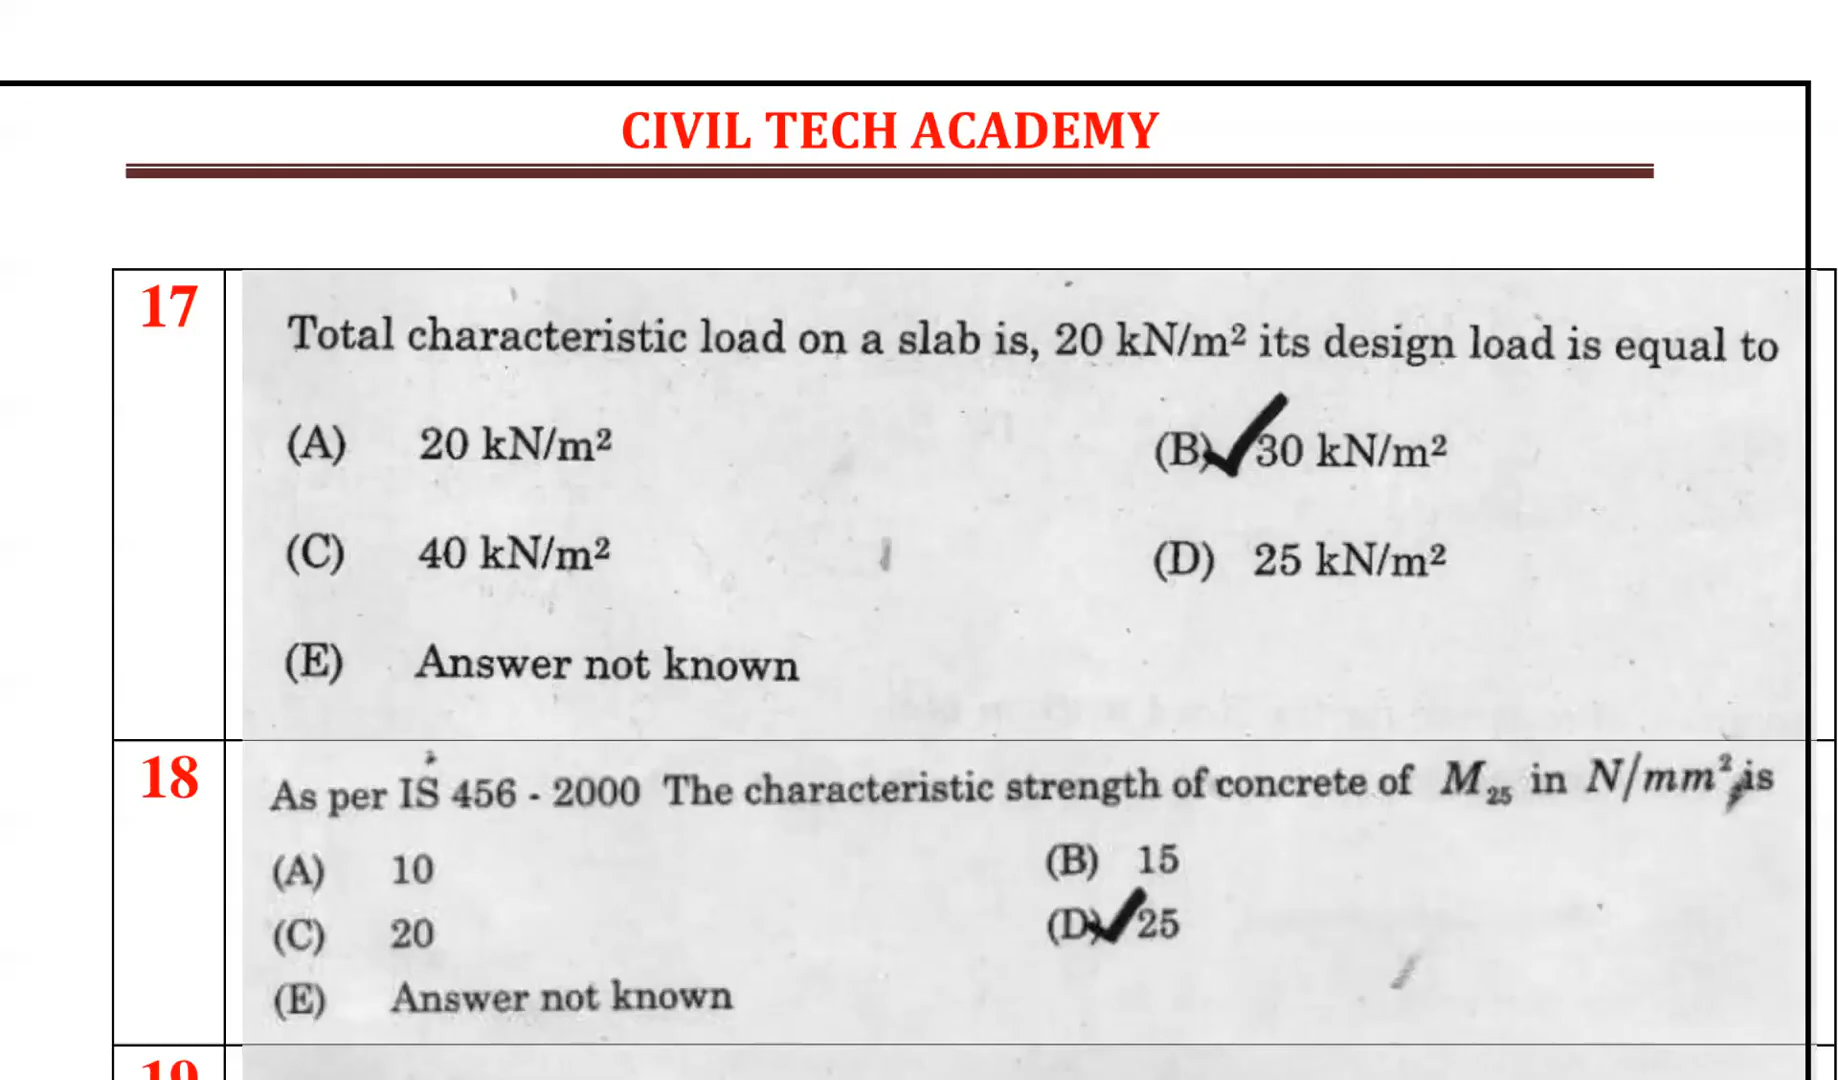 CIVIL TECH ACADEMY
17
Total characteristic load on a slab is, 20 kN/m² its design load is equal to
(A) 20 kN/m² (B) 30 kN/m²
(C) 40 kN/m² (D) 25 kN/m²
(E) Answer not known
18
As per IS 456 - 2000 The characteristic strength of concrete of M₂₅ in N/mm² is
(A) 10 (B) 15
(C) 20 (D) 25
(E) Answer not known
19